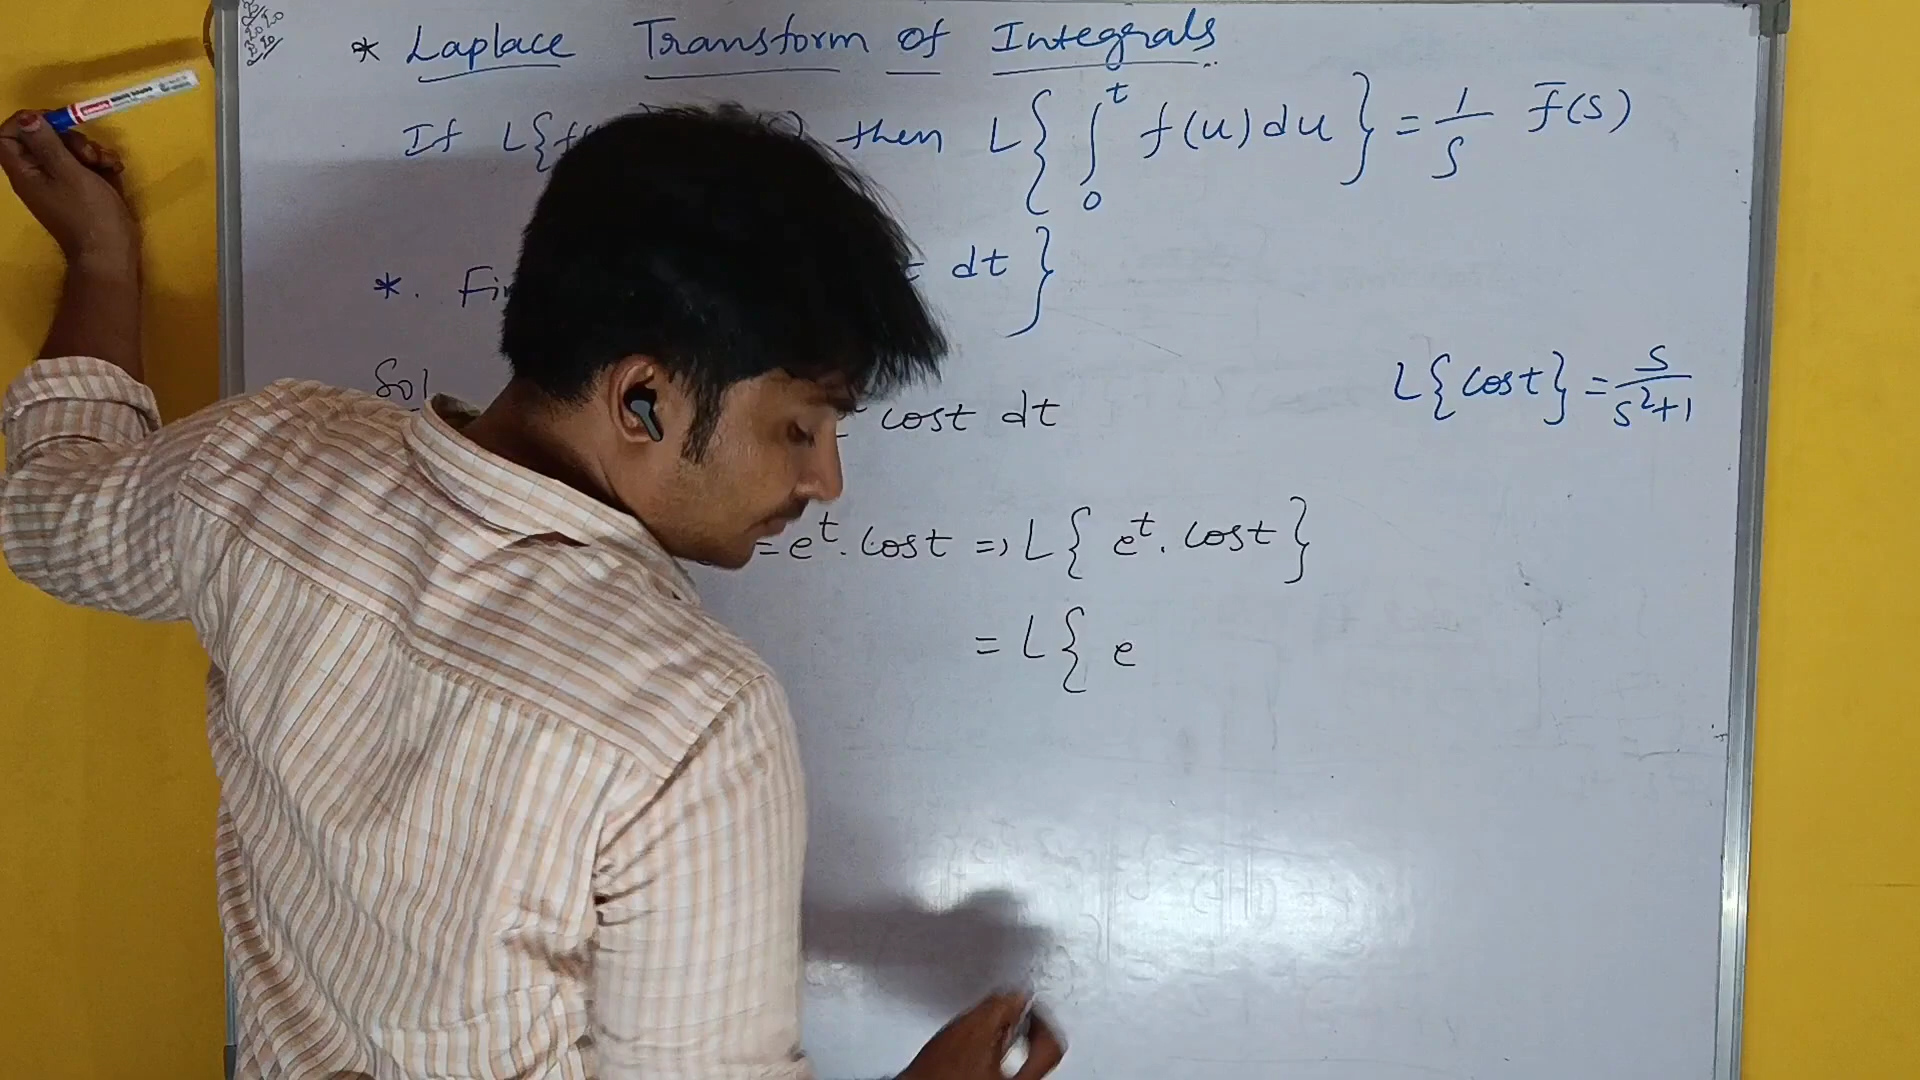 * Laplace Transform of Integrals
If L{f then L{∫₀ᵗ f(u) du} = 1/s f̄(s)
*. Fin dt}
Sol cost dt
L{cost} = s/s²+1
= eᵗ. cost => L{eᵗ. cost}
= L{ e